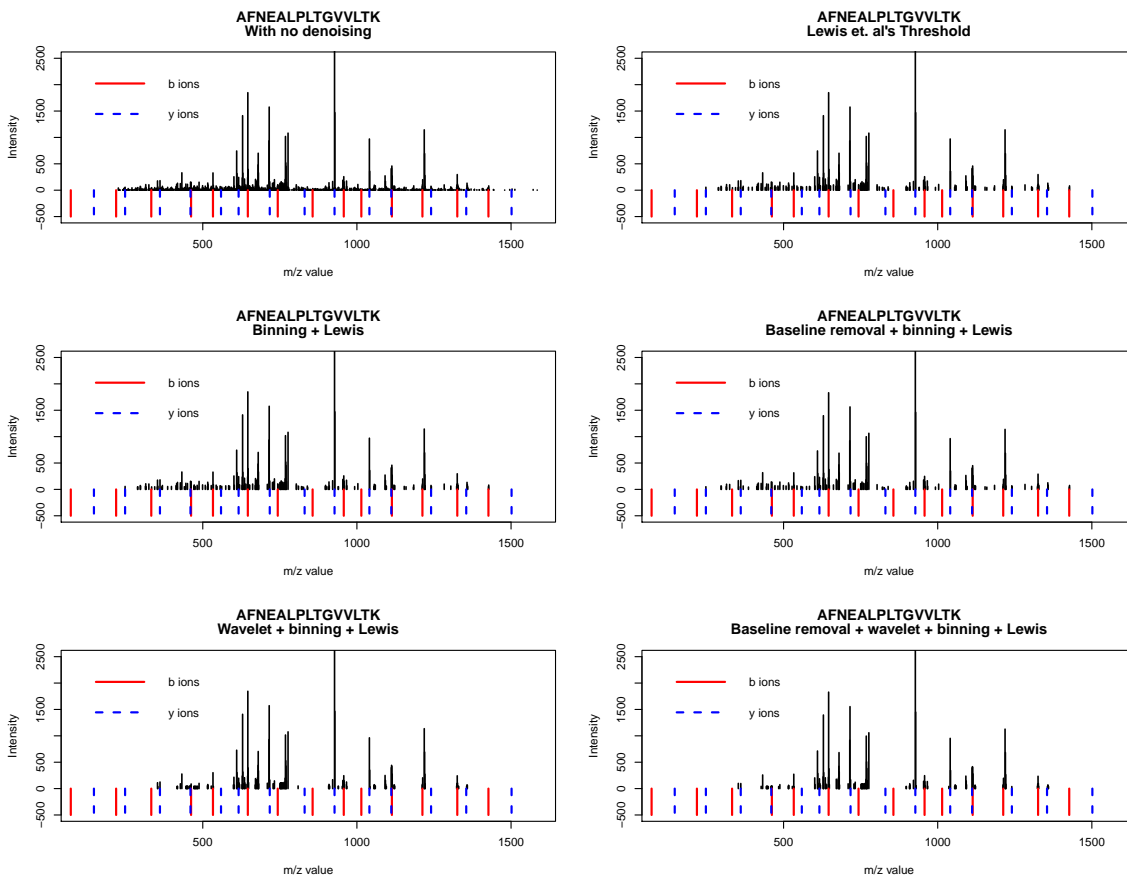 AFNEALPLTGVVLTK
With no denoising
Intensity
2500
1500
500
0
−500
b ions
y ions
500
1000
1500
m/z value
AFNEALPLTGVVLTK
Lewis et. al's Threshold
Intensity
2500
1500
500
0
−500
b ions
y ions
500
1000
1500
m/z value
AFNEALPLTGVVLTK
Binning + Lewis
Intensity
2500
1500
500
0
−500
b ions
y ions
500
1000
1500
m/z value
AFNEALPLTGVVLTK
Baseline removal + binning + Lewis
Intensity
2500
1500
500
0
−500
b ions
y ions
500
1000
1500
m/z value
AFNEALPLTGVVLTK
Wavelet + binning + Lewis
Intensity
2500
1500
500
0
−500
b ions
y ions
500
1000
1500
m/z value
AFNEALPLTGVVLTK
Baseline removal + wavelet + binning + Lewis
Intensity
2500
1500
500
0
−500
b ions
y ions
500
1000
1500
m/z value